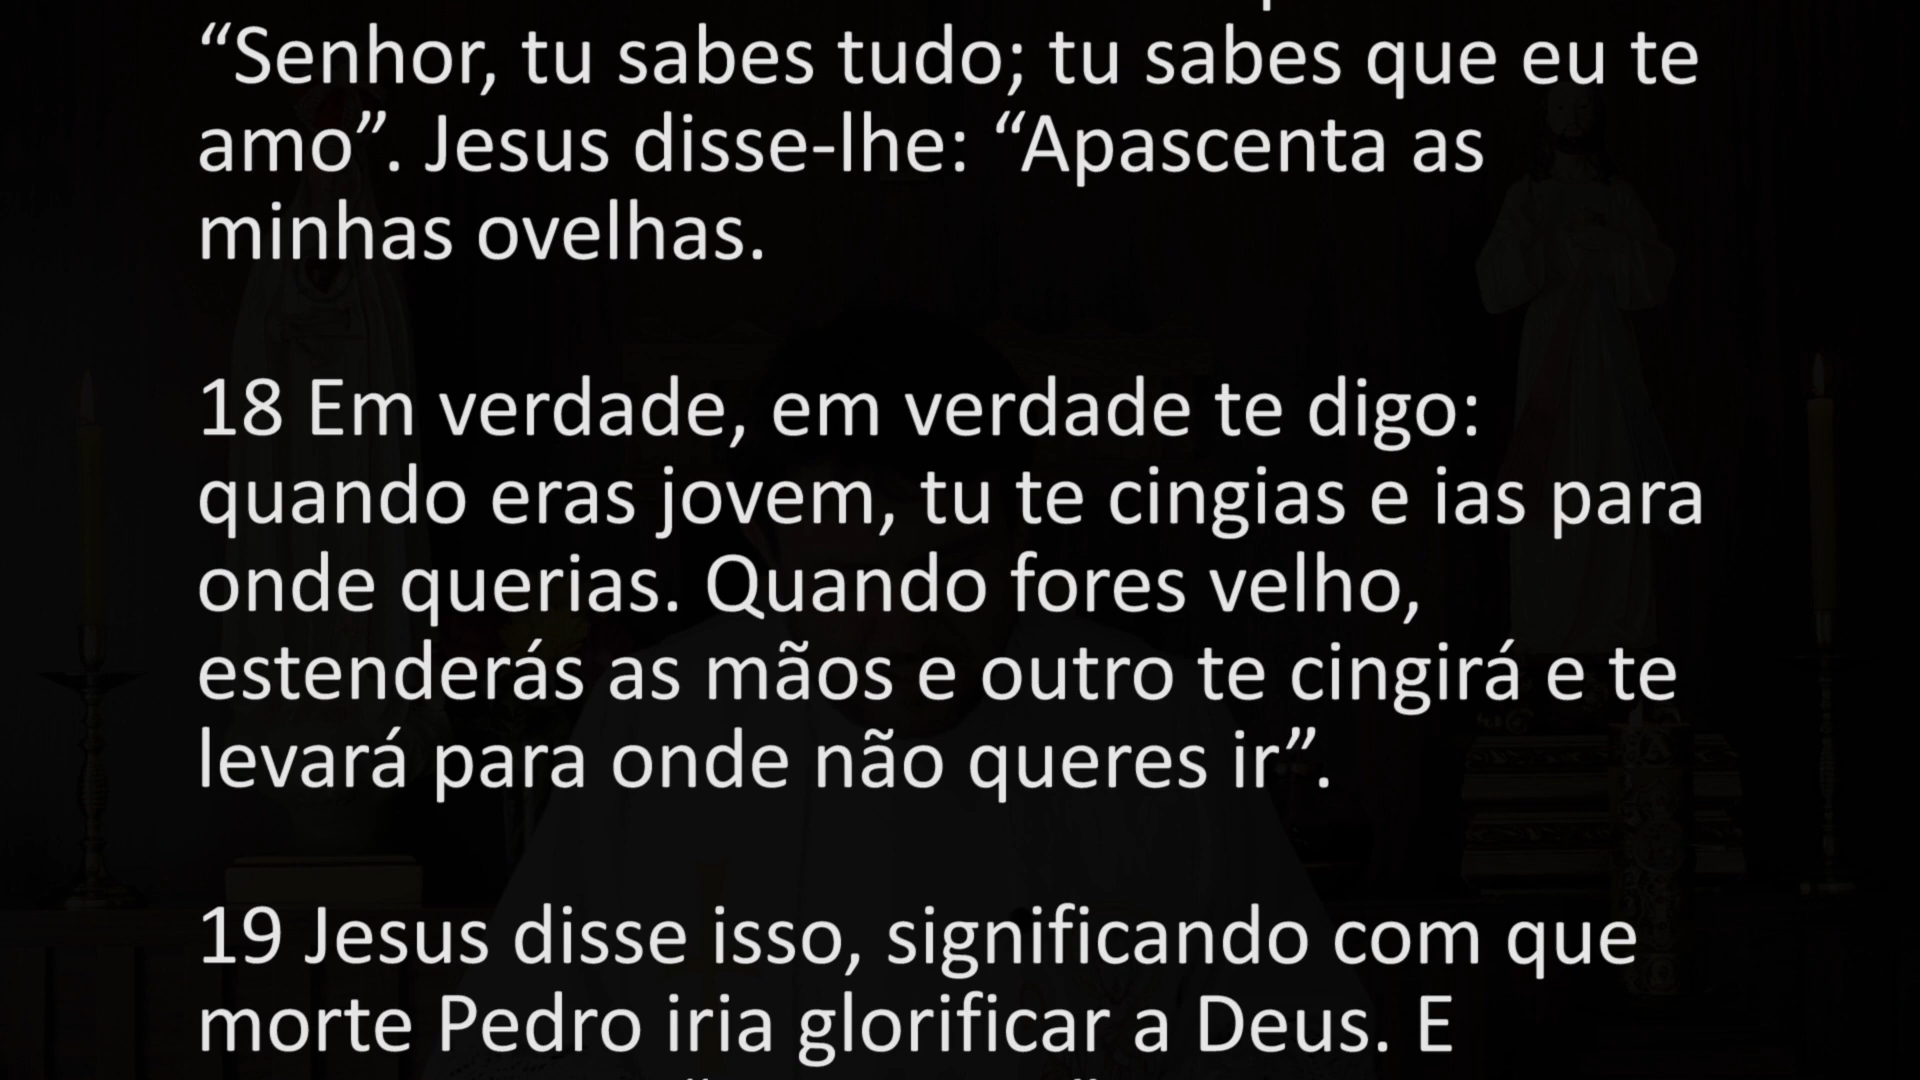 “Senhor, tu sabes tudo; tu sabes que eu te
amo”. Jesus disse-lhe: “Apascenta as
minhas ovelhas.
18 Em verdade, em verdade te digo:
quando eras jovem, tu te cingias e ias para
onde querias. Quando fores velho,
estenderás as mãos e outro te cingirá e te
levará para onde não queres ir”.
19 Jesus disse isso, significando com que
morte Pedro iria glorificar a Deus. E